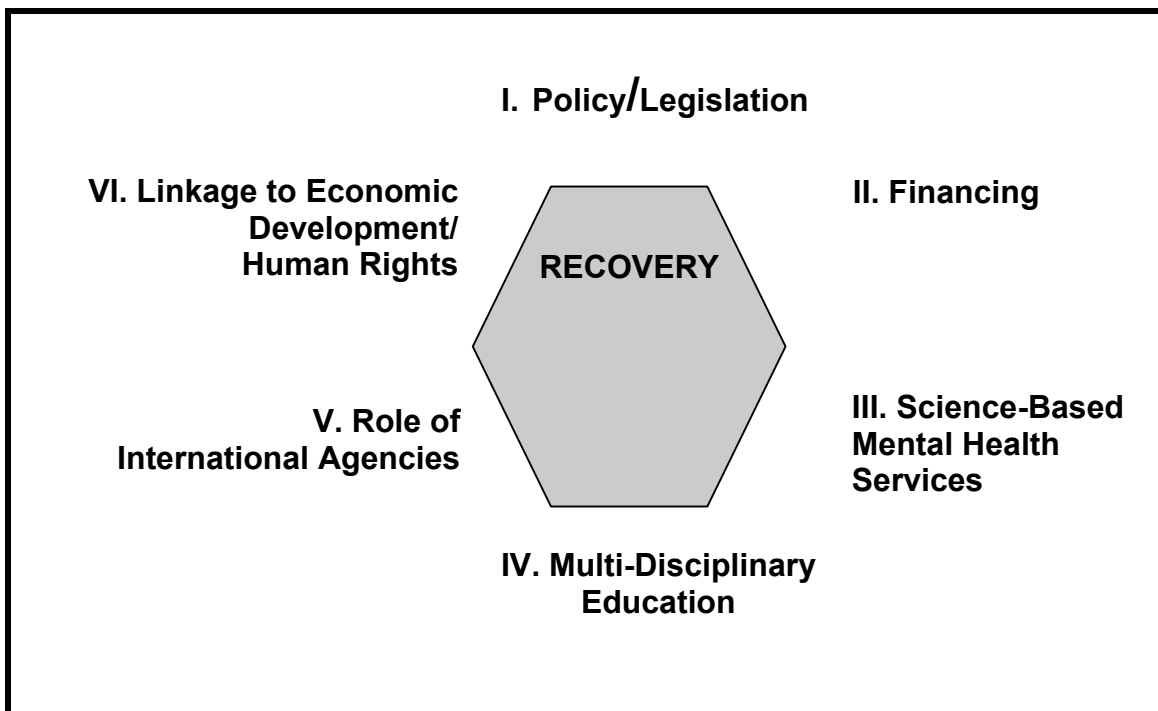 I. Policy/Legislation
VI. Linkage to Economic
Development/
Human Rights
II. Financing
RECOVERY
V. Role of
International Agencies
III. Science-Based
Mental Health
Services
IV. Multi-Disciplinary
Education